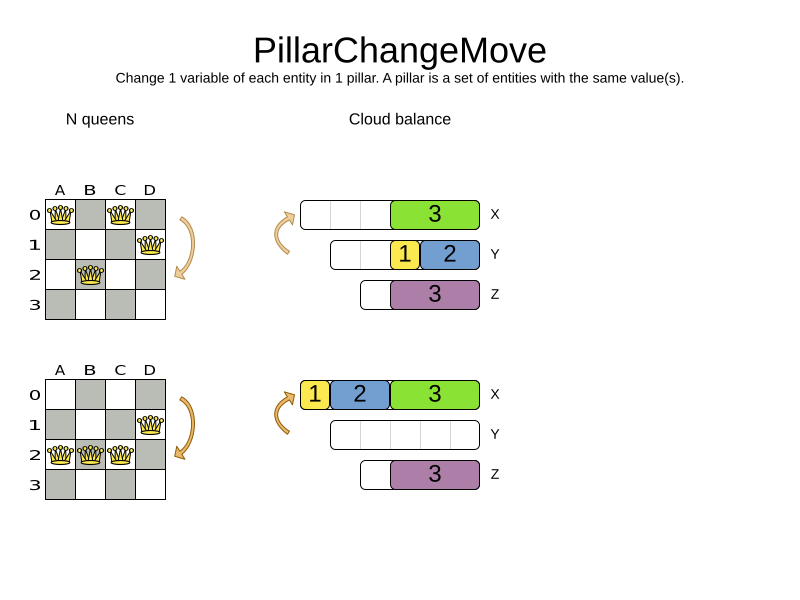 PillarChangeMove
Change 1 variable of each entity in 1 pillar. A pillar is a set of entities with the same value(s).
N queens
Cloud balance
A B C D
0
1
2
3
3 X
1 2 Y
3 Z
A B C D
0
1
2
3
1 2 3 X
Y
3 Z